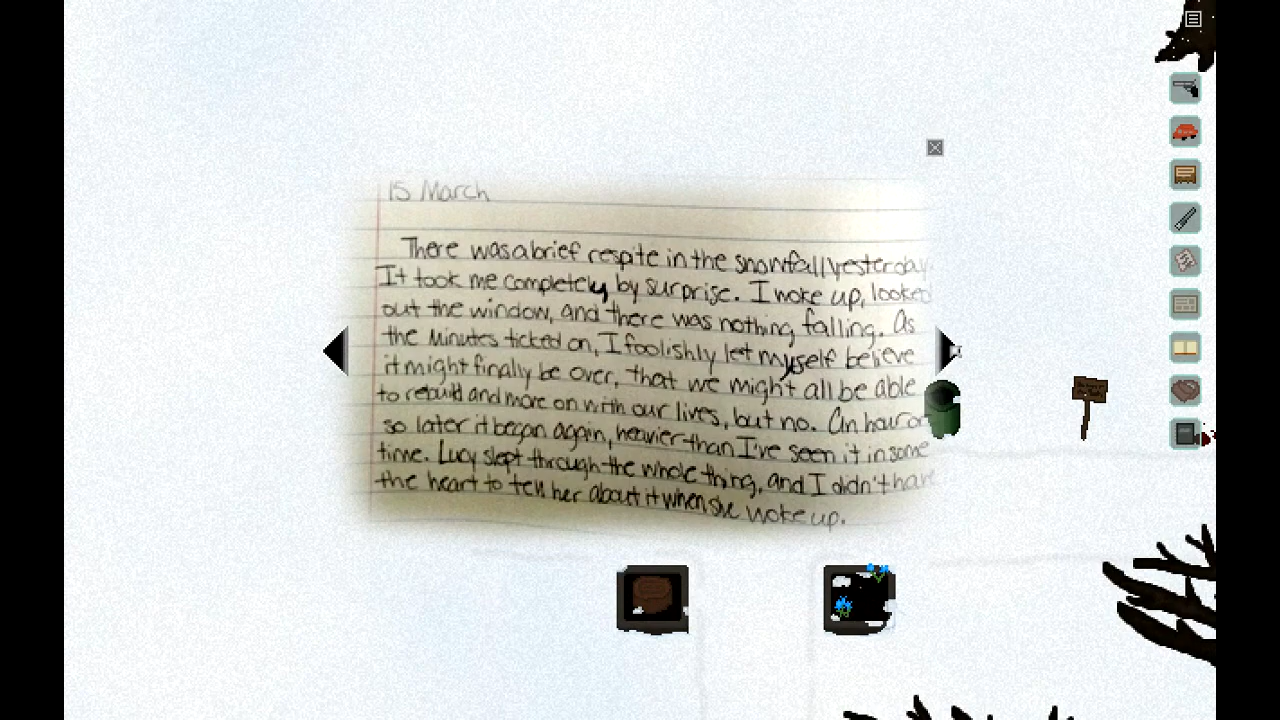 15 March
There was a brief respite in the snowfall yesterday.
It took me completely by surprise. I woke up, looked
out the window, and there was nothing falling. As
the minutes ticked on, I foolishly let myself believe
it might finally be over, that we might all be able
to rebuild and move on with our lives, but no. An hour or
so later it began again, heavier than I've seen it in some
time. Lucy slept through the whole thing, and I didn't have
the heart to tell her about it when she woke up.